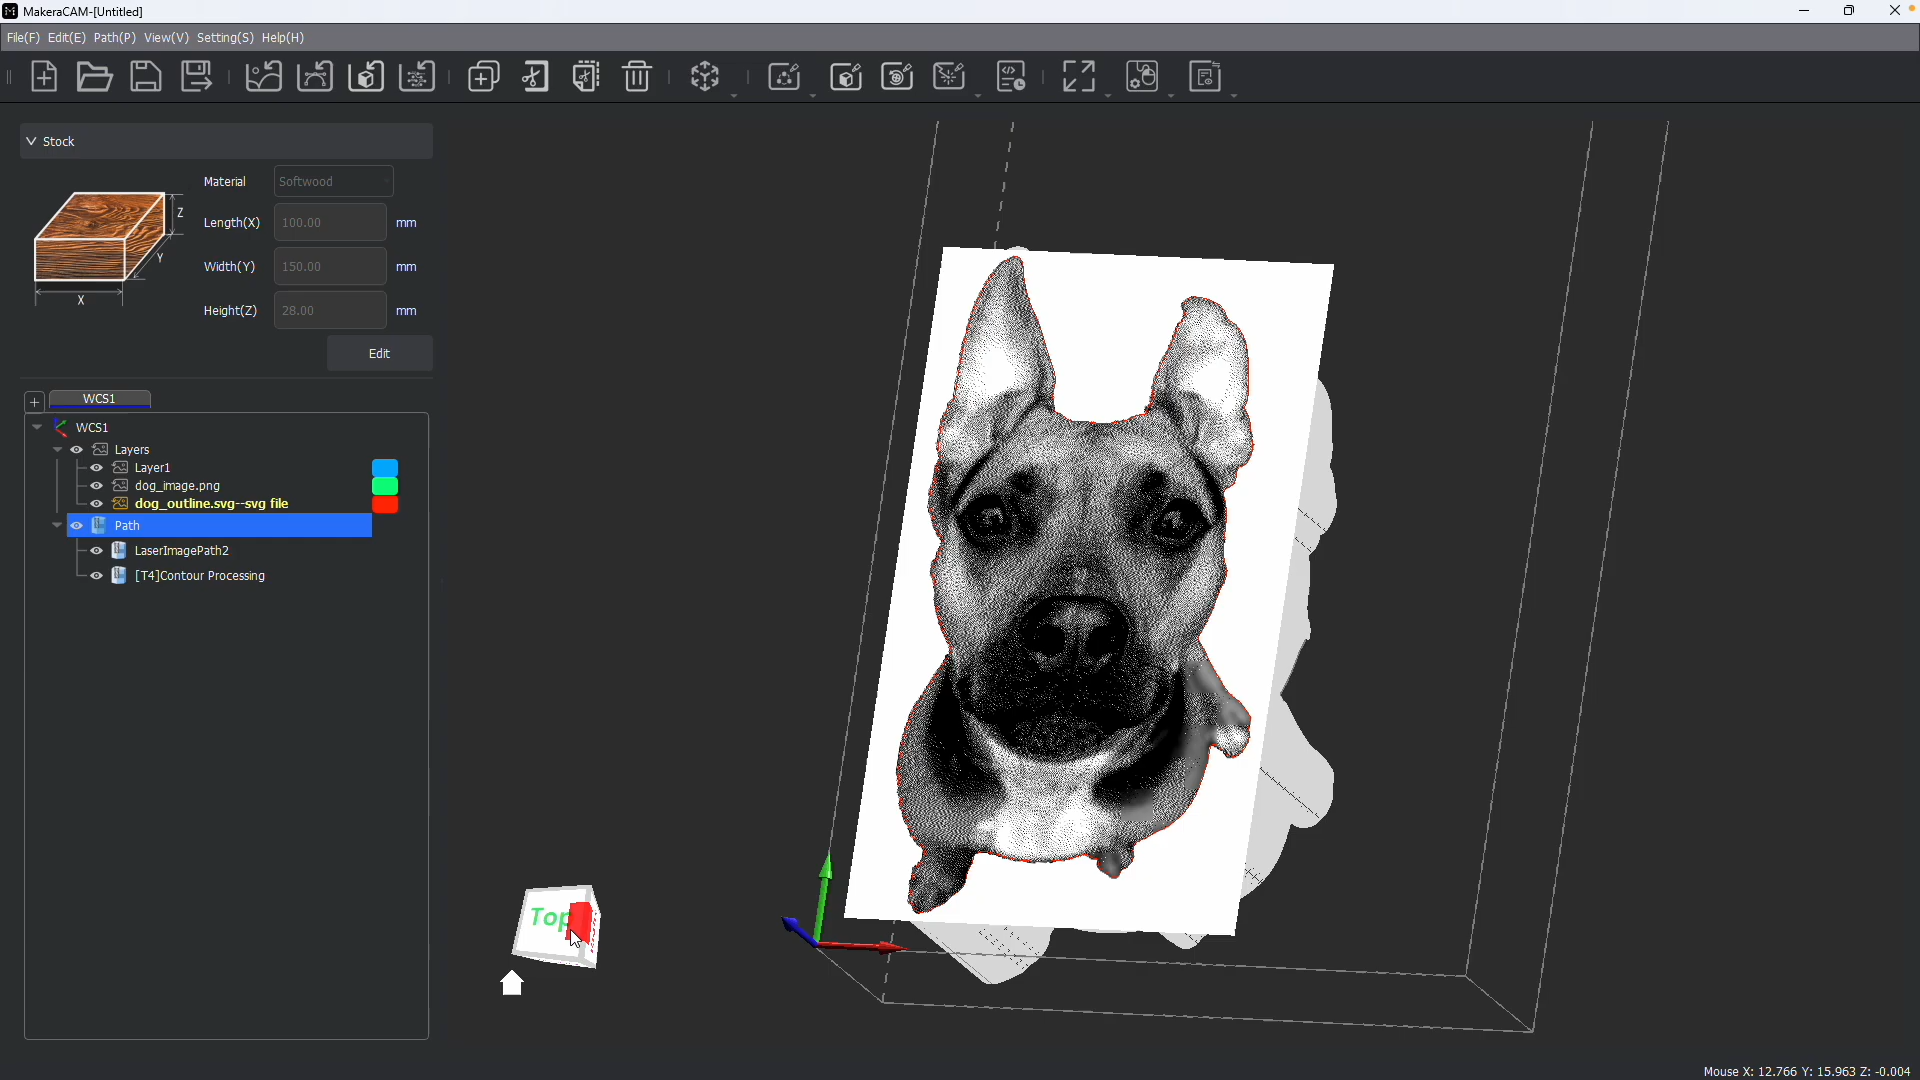 MakeraCAM-[Untitled]
File(F) Edit(E) Path(P) View(V) Setting(S) Help(H)
Stock
Material Softwood
Length(X) 100.00 mm
Width(Y) 150.00 mm
Height(Z) 28.00 mm
Z
Y
X
Edit
+ WCS1
WCS1
Layers
Layer1
dog_image.png
dog_outline.svg--svg file
Path
LaserImagePath2
[T4]Contour Processing
Top
Mouse X: 12.766 Y: 15.963 Z: -0.004